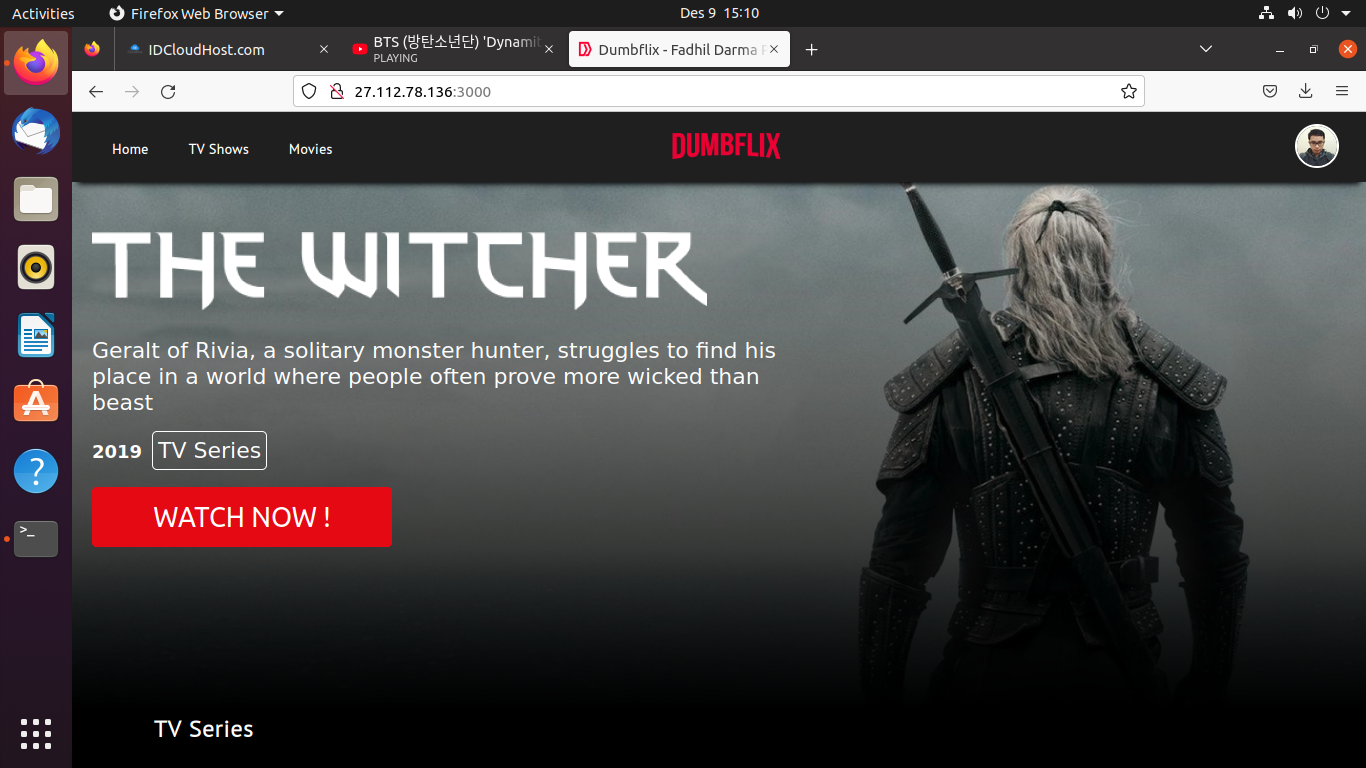 Activities
Firefox Web Browser
Des 9 15:10
IDCloudHost.com
BTS (방탄소년단) 'Dynamit
PLAYING
Dumbflix - Fadhil Darma
27.112.78.136:3000
Home
TV Shows
Movies
DUMBFLIX
THE WITCHER
Geralt of Rivia, a solitary monster hunter, struggles to find his
place in a world where people often prove more wicked than
beast
2019
TV Series
WATCH NOW !
TV Series